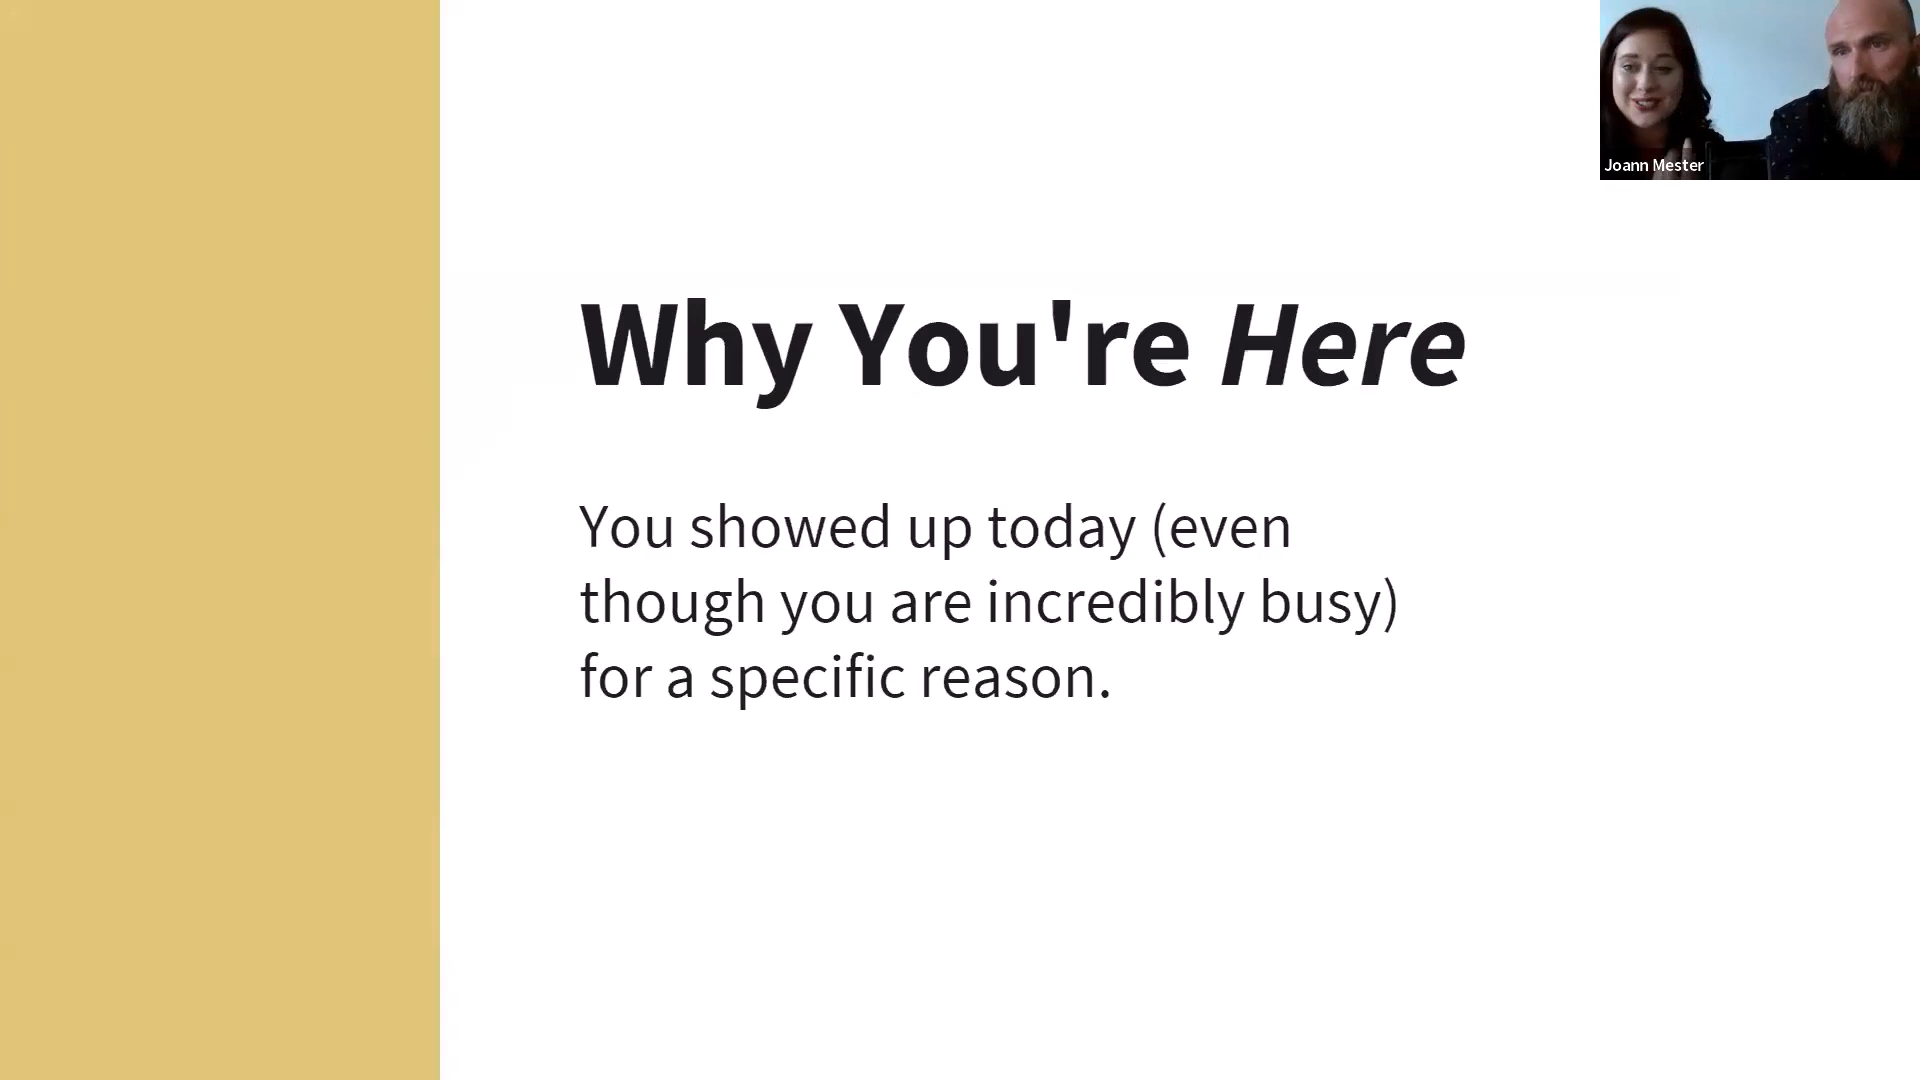 Joann Mester
Why You're Here
You showed up today (even
though you are incredibly busy)
for a specific reason.